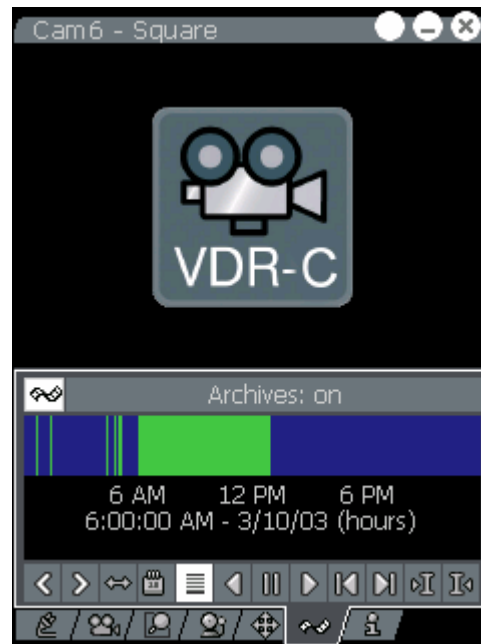 Cam6 - Square
VDR-C
Archives: on
6 AM 12 PM 6 PM
6:00:00 AM - 3/10/03 (hours)